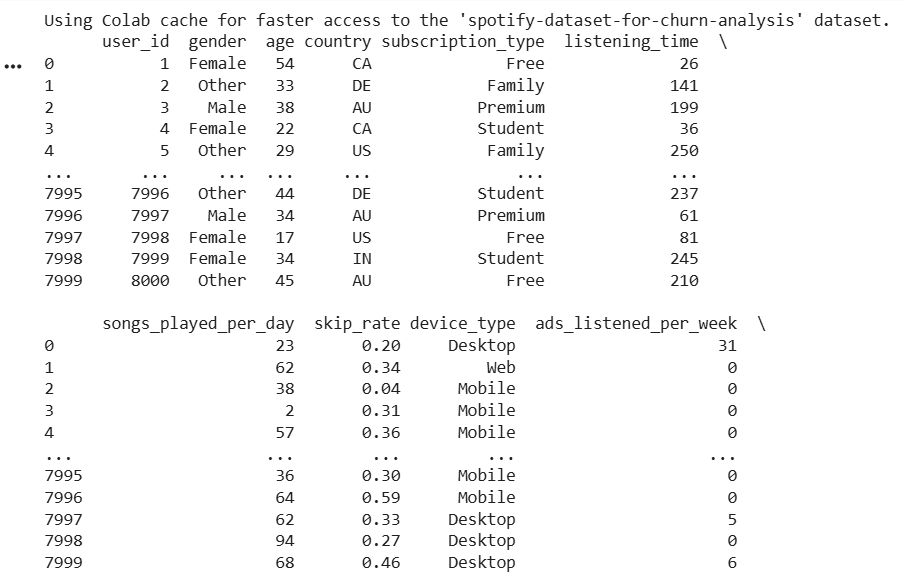 Using Colab cache for faster access to the 'spotify-dataset-for-churn-analysis' dataset.
user_id gender age country subscription_type listening_time \
... 0 1 Female 54 CA Free 26
1 2 Other 33 DE Family 141
2 3 Male 38 AU Premium 199
3 4 Female 22 CA Student 36
4 5 Other 29 US Family 250
... ... ... ... ... ... ...
7995 7996 Other 44 DE Student 237
7996 7997 Male 34 AU Premium 61
7997 7998 Female 17 US Free 81
7998 7999 Female 34 IN Student 245
7999 8000 Other 45 AU Free 210
songs_played_per_day skip_rate device_type ads_listened_per_week \
0 23 0.20 Desktop 31
1 62 0.34 Web 0
2 38 0.04 Mobile 0
3 2 0.31 Mobile 0
4 57 0.36 Mobile 0
... ... ... ... ...
7995 36 0.30 Mobile 0
7996 64 0.59 Mobile 0
7997 62 0.33 Desktop 5
7998 94 0.27 Desktop 0
7999 68 0.46 Desktop 6